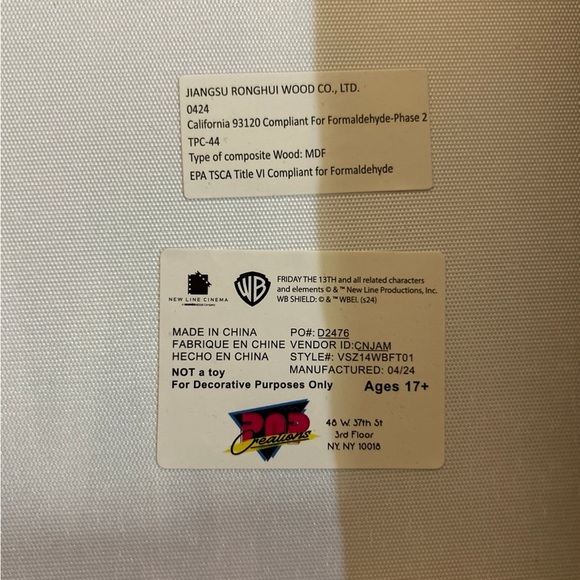 JIANGSU RONGHUI WOOD CO., LTD.
0424
California 93120 Compliant For Formaldehyde-Phase 2
TPC-44
Type of composite Wood: MDF
EPA TSCA Title VI Compliant for Formaldehyde
NEW LINE CINEMA
WB
FRIDAY THE 13TH and all related characters
and elements © & ™ New Line Productions, Inc.
WB SHIELD: © & ™ WBEI. (s24)
MADE IN CHINA PO#: D2476
FABRIQUE EN CHINE VENDOR ID:CNJAM
HECHO EN CHINA STYLE#: VSZ14WBFT01
NOT a toy MANUFACTURED: 04/24
For Decorative Purposes Only Ages 17+
Creations
48 W 37th St
3rd Floor
NY, NY 10018